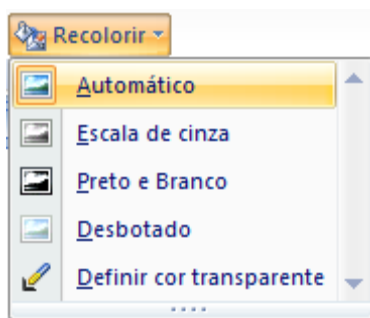 Recolorir
Automático
Escala de cinza
Preto e Branco
Desbotado
Definir cor transparente